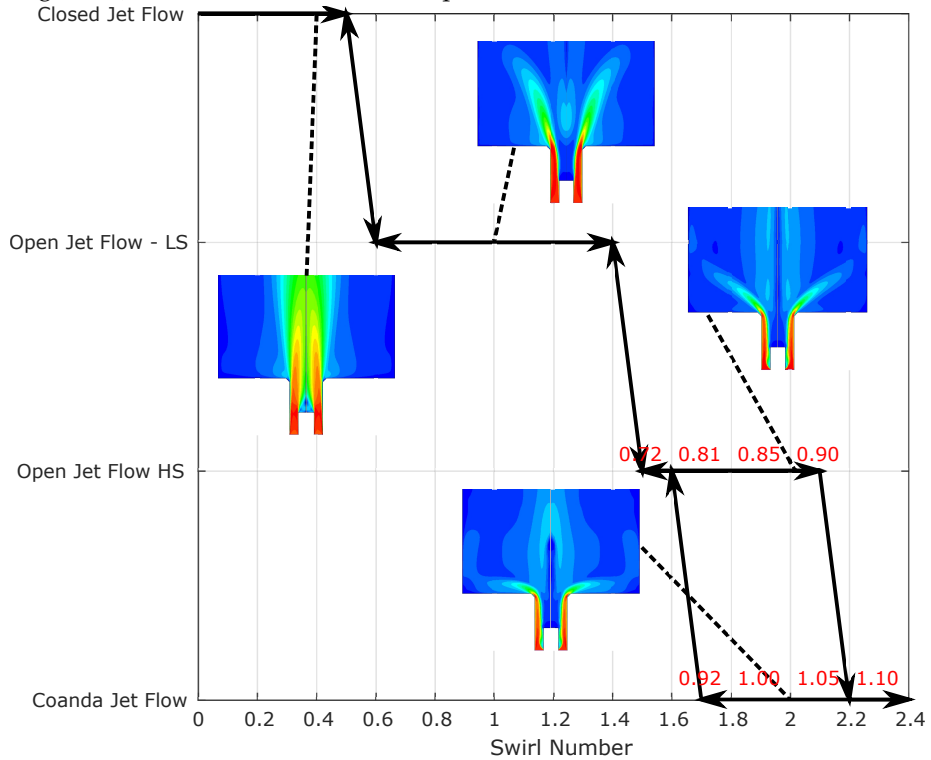 Closed Jet Flow
Open Jet Flow - LS
Open Jet Flow HS
0.72 0.81 0.85 0.90
Coanda Jet Flow
0.92 1.00 1.05 1.10
0 0.2 0.4 0.6 0.8 1 1.2 1.4 1.6 1.8 2 2.2 2.4
Swirl Number